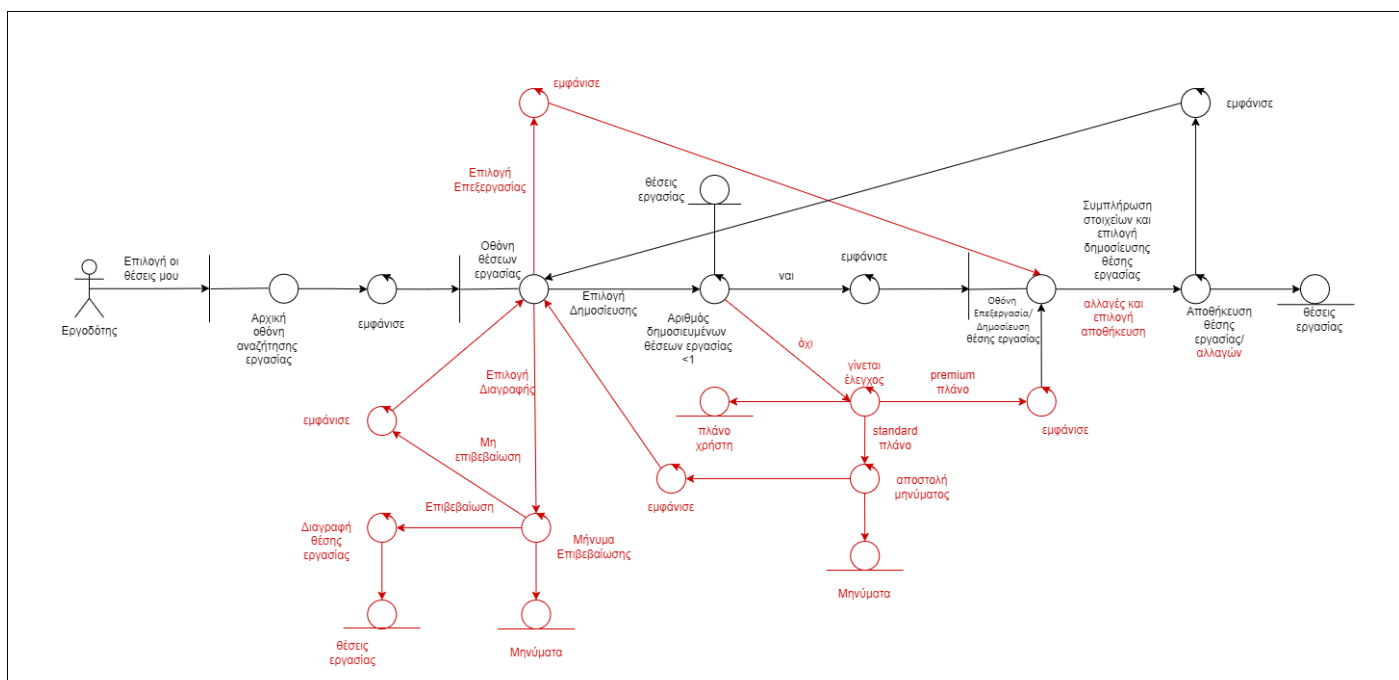 εμφάνισε
εμφάνισε
Επιλογή
Επεξεργασίας
θέσεις
εργασίας
Συμπλήρωση
στοιχείων και
επιλογή
δημοσίευσης
θέσης
εργασίας
Επιλογή οι
θέσεις μου
Οθόνη
θέσεων
εργασίας
ναι
εμφάνισε
Εργοδότης
Αρχική
οθόνη
αναζήτησης
εργασίας
εμφάνισε
Επιλογή
Δημοσίευσης
Αριθμός
δημοσιευμένων
θέσεων εργασίας
<1
Οθόνη
Επεξεργασία/
Δημοσίευση
θέσης εργασίας
αλλαγές και
επιλογή
αποθήκευση
Αποθήκευση
θέσης
εργασίας/
αλλαγών
θέσεις
εργασίας
όχι
γίνεται
έλεγχος
premium
πλάνο
Επιλογή
Διαγραφής
εμφάνισε
πλάνο
χρήστη
standard
πλάνο
εμφάνισε
Μη
επιβεβαίωση
εμφάνισε
αποστολή
μηνύματος
Επιβεβαίωση
Διαγραφή
θέσης
εργασίας
Μήνυμα
Επιβεβαίωσης
Μηνύματα
θέσεις
εργασίας
Μηνύματα